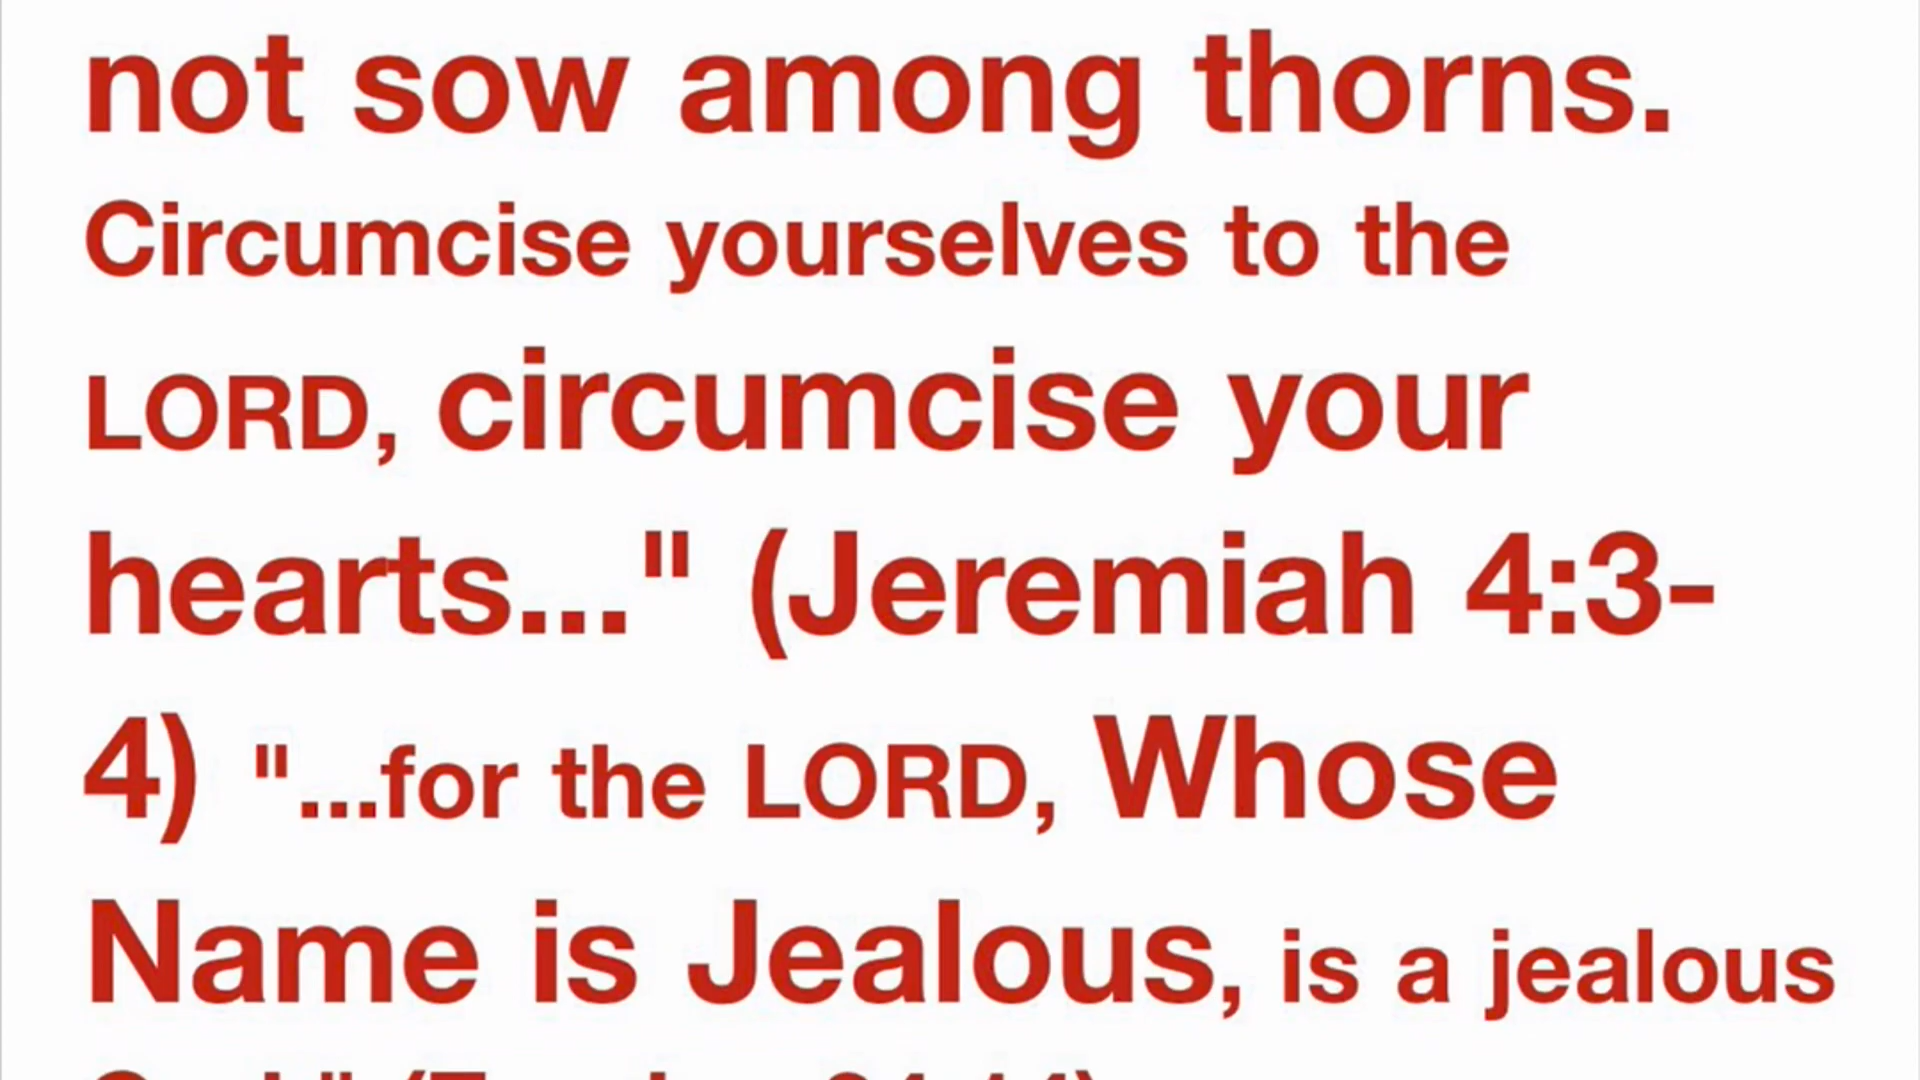 not sow among thorns.
Circumcise yourselves to the
LORD, circumcise your
hearts..." (Jeremiah 4:3-
4) "...for the LORD, Whose
Name is Jealous, is a jealous